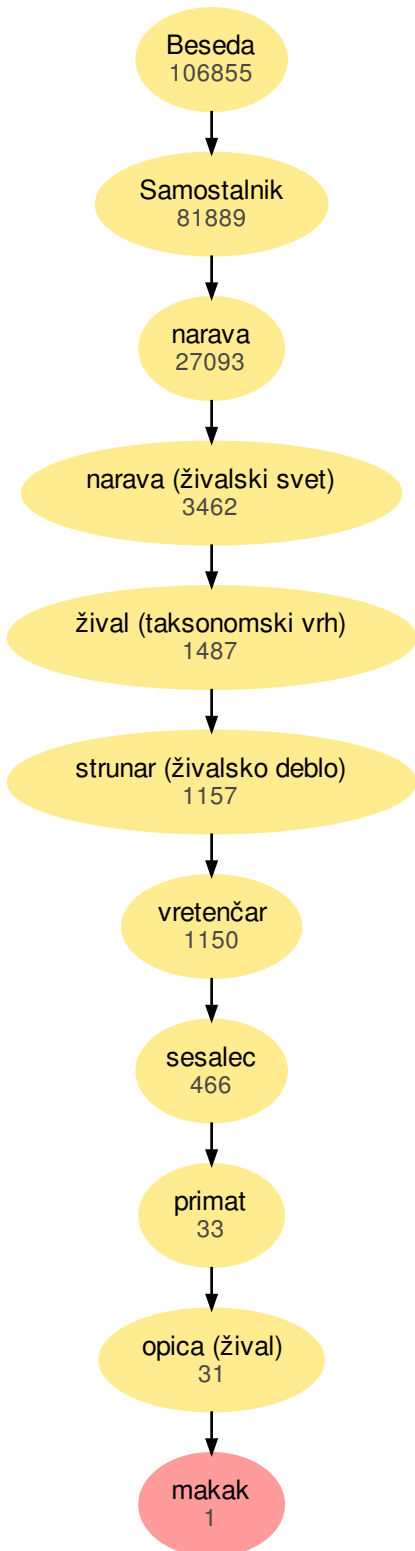 Beseda
106855
Samostalnik
81889
narava
27093
narava (živalski svet)
3462
žival (taksonomski vrh)
1487
strunar (živalsko deblo)
1157
vretenčar
1150
sesalec
466
primat
33
opica (žival)
31
makak
1